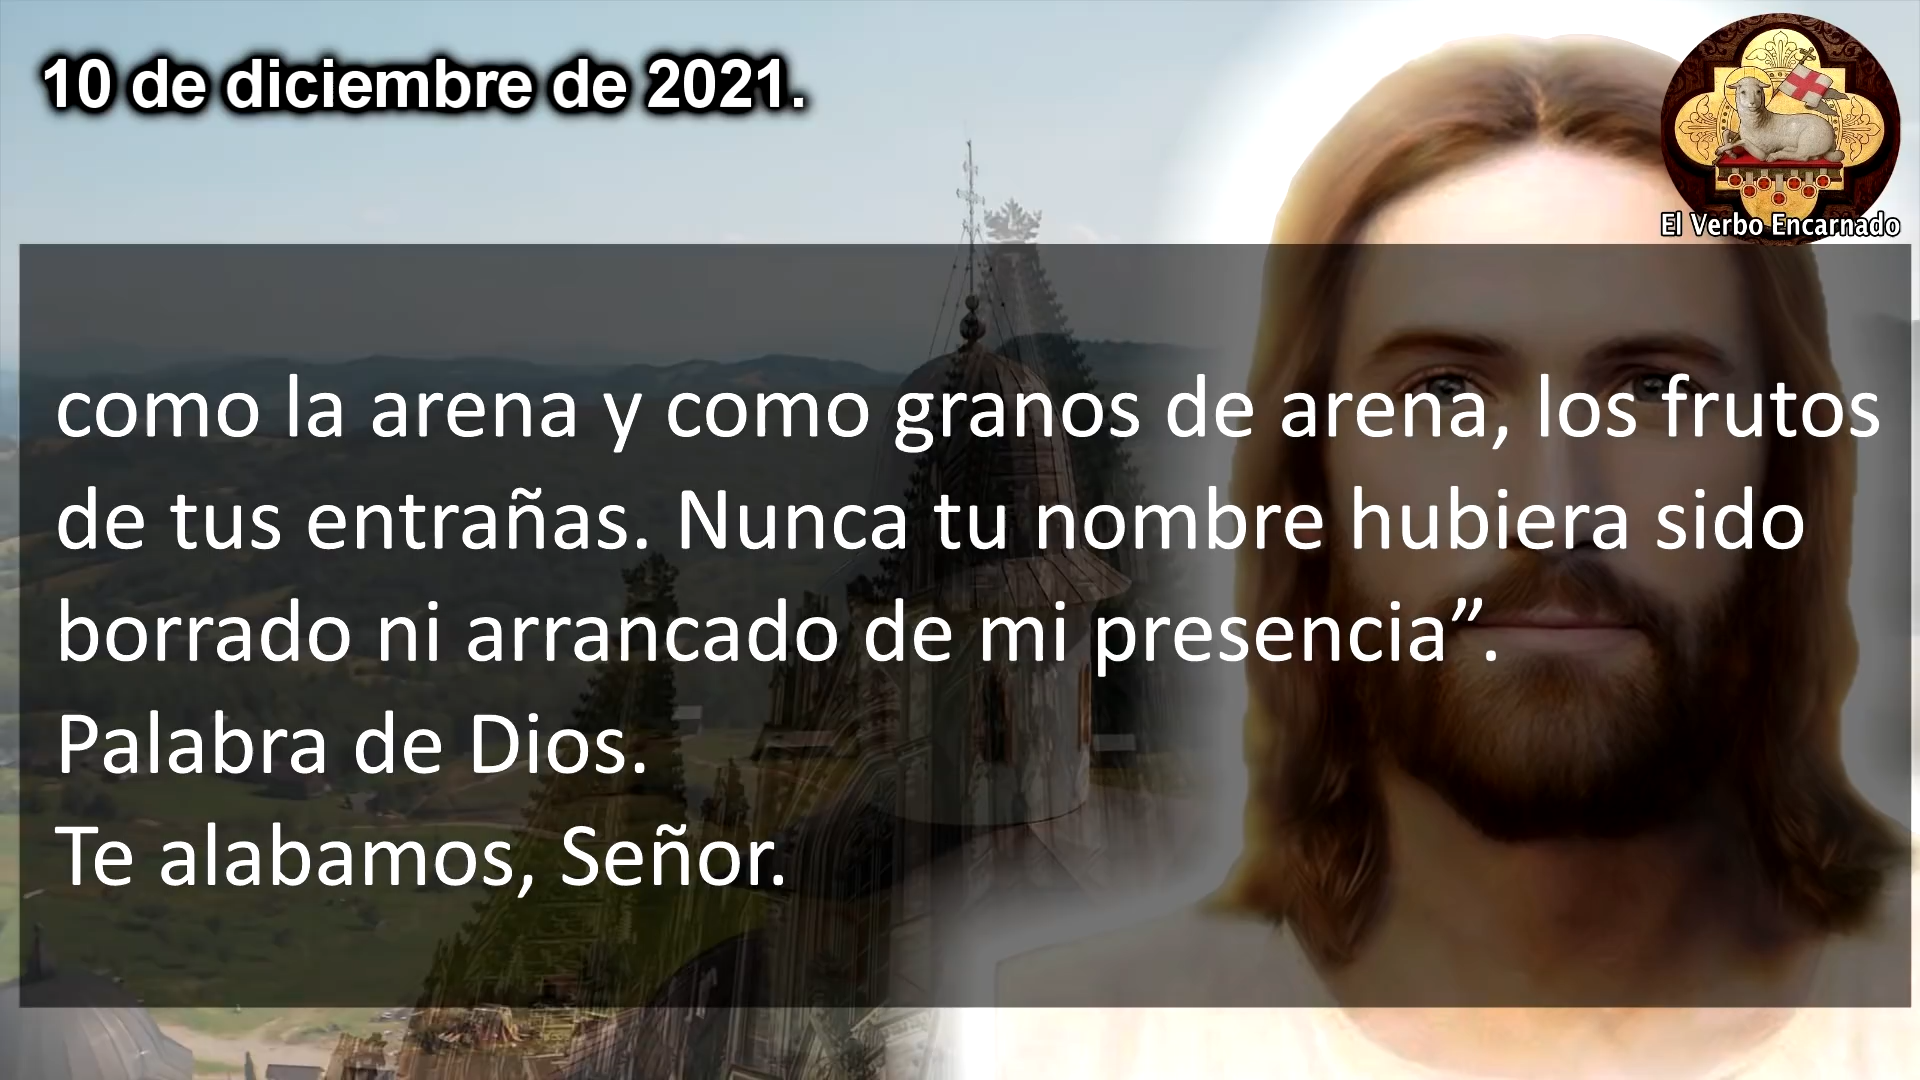 10 de diciembre de 2021.
El Verbo Encarnado
como la arena y como granos de arena, los frutos
de tus entrañas. Nunca tu nombre hubiera sido
borrado ni arrancado de mi presencia”.
Palabra de Dios.
Te alabamos, Señor.